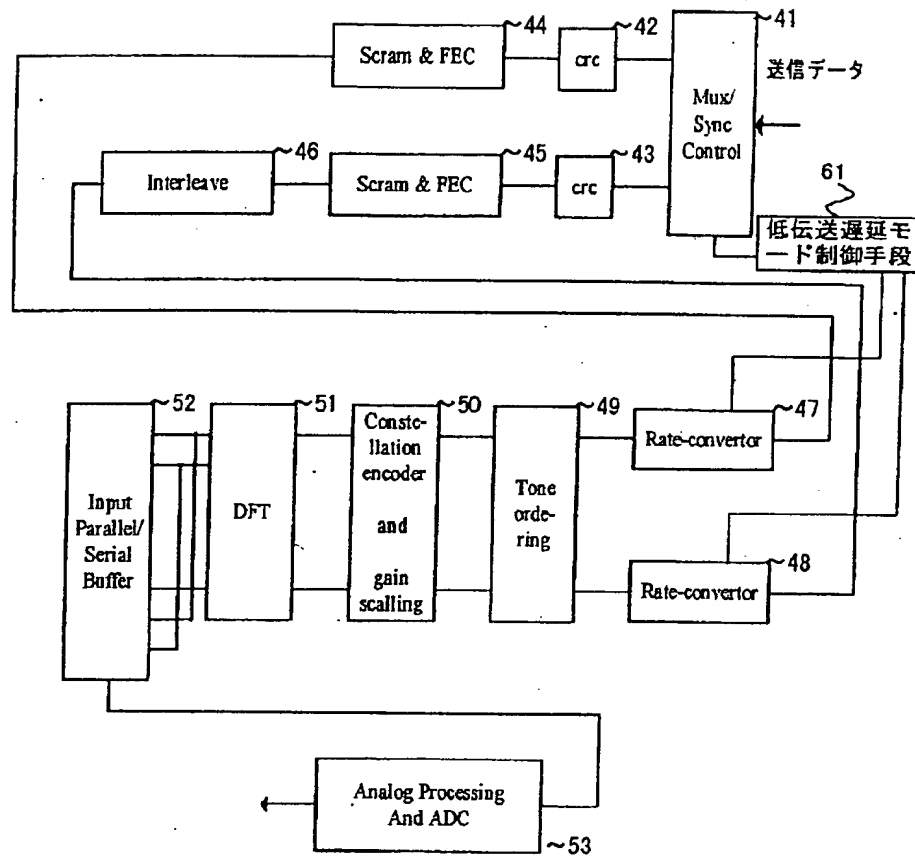 44
42
41
Scram & FEC
crc
送信データ
Mux/
Sync
Control
46
45
43
Interleave
Scram & FEC
crc
61
低伝送遅延モ
ード制御手段
52
51
50
49
47
Conste-
llation
encoder
and
gain
scalling
Rate-convertor
Tone
orde-
ring
Input
Parallel/
Serial
Buffer
DFT
48
Rate-convertor
Analog Processing
And ADC
53